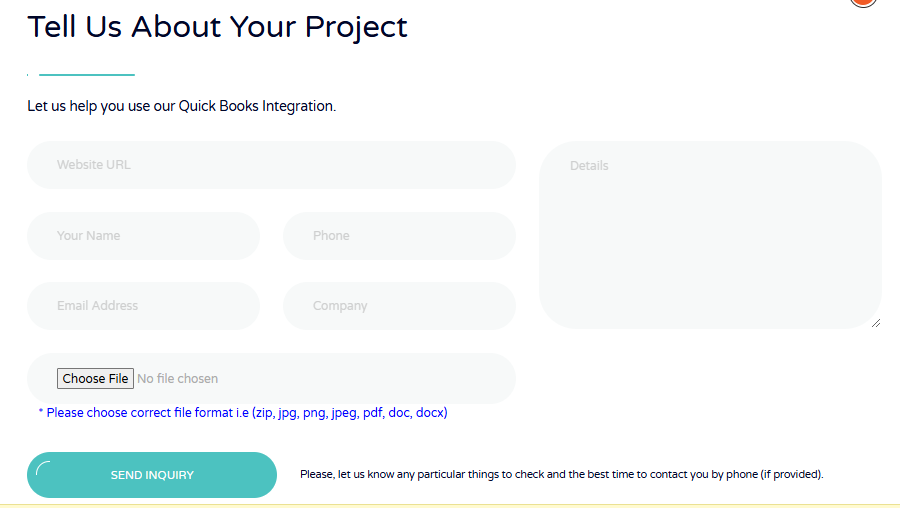 Tell Us About Your Project
Let us help you use our Quick Books Integration.
Website URL
Details
Your Name
Phone
Email Address
Company
Choose File No file chosen
* Please choose correct file format i.e (zip, jpg, png, jpeg, pdf, doc, docx)
SEND INQUIRY
Please, let us know any particular things to check and the best time to contact you by phone (if provided).